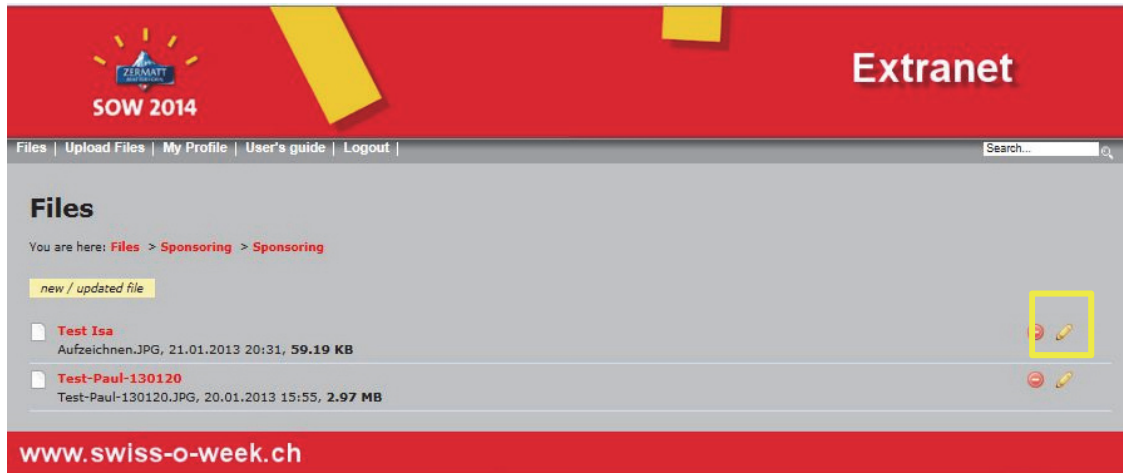 ZERMATT
SOW 2014
Extranet
Files | Upload Files | My Profile | User's guide | Logout |
Search...
Files
You are here: Files > Sponsoring > Sponsoring
new / updated file
Test Isa
Aufzeichnen.JPG, 21.01.2013 20:31, 59.19 KB
Test-Paul-130120
Test-Paul-130120.JPG, 20.01.2013 15:55, 2.97 MB
www.swiss-o-week.ch